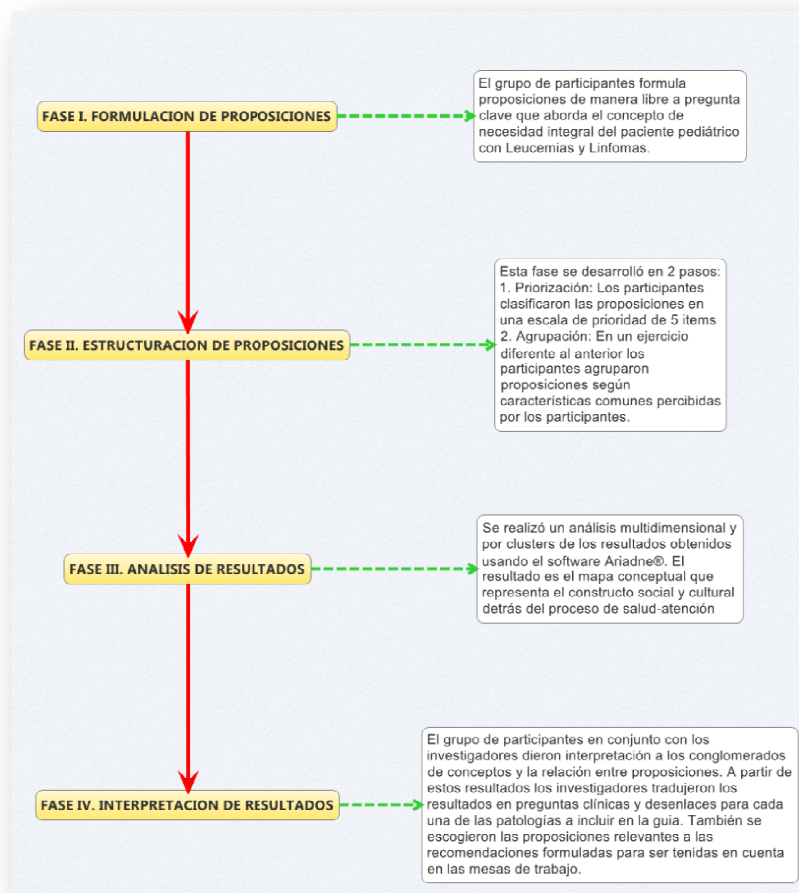 FASE I. FORMULACION DE PROPOSICIONES
El grupo de participantes formula
proposiciones de manera libre a pregunta
clave que aborda el concepto de
necesidad integral del paciente pediátrico
con Leucemias y Linfomas.
FASE II. ESTRUCTURACION DE PROPOSICIONES
Esta fase se desarrolló en 2 pasos:
1. Priorización: Los participantes
clasificaron las proposiciones en
una escala de prioridad de 5 items
2. Agrupación: En un ejercicio
diferente al anterior los
participantes agruparon
proposiciones según
características comunes percibidas
por los participantes.
FASE III. ANALISIS DE RESULTADOS
Se realizó un análisis multidimensional y
por clusters de los resultados obtenidos
usando el software Ariadne®. El
resultado es el mapa conceptual que
representa el constructo social y cultural
detrás del proceso de salud-atención
FASE IV. INTERPRETACION DE RESULTADOS
El grupo de participantes en conjunto con los
investigadores dieron interpretación a los conglomerados
de conceptos y la relación entre proposiciones. A partir de
estos resultados los investigadores tradujeron los
resultados en preguntas clínicas y desenlaces para cada
una de las patologías a incluir en la guia. También se
escogieron las proposiciones relevantes a las
recomendaciones formuladas para ser tenidas en cuenta
en las mesas de trabajo.